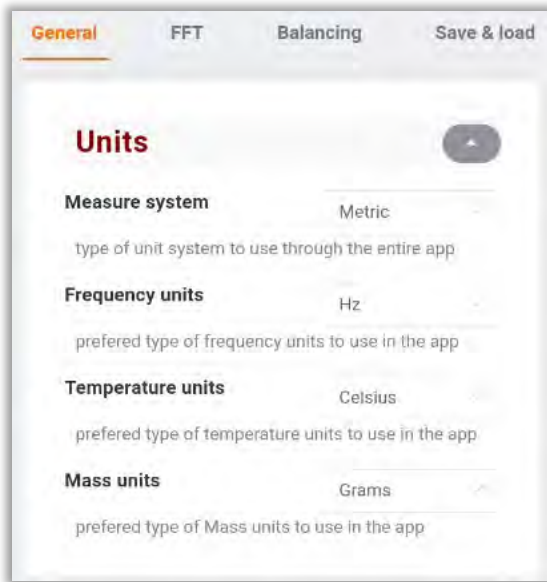 General FFT Balancing Save & load
Units
Measure system Metric
type of unit system to use through the entire app
Frequency units Hz
prefered type of frequency units to use in the app
Temperature units Celsius
prefered type of temperature units to use in the app
Mass units Grams
prefered type of Mass units to use in the app